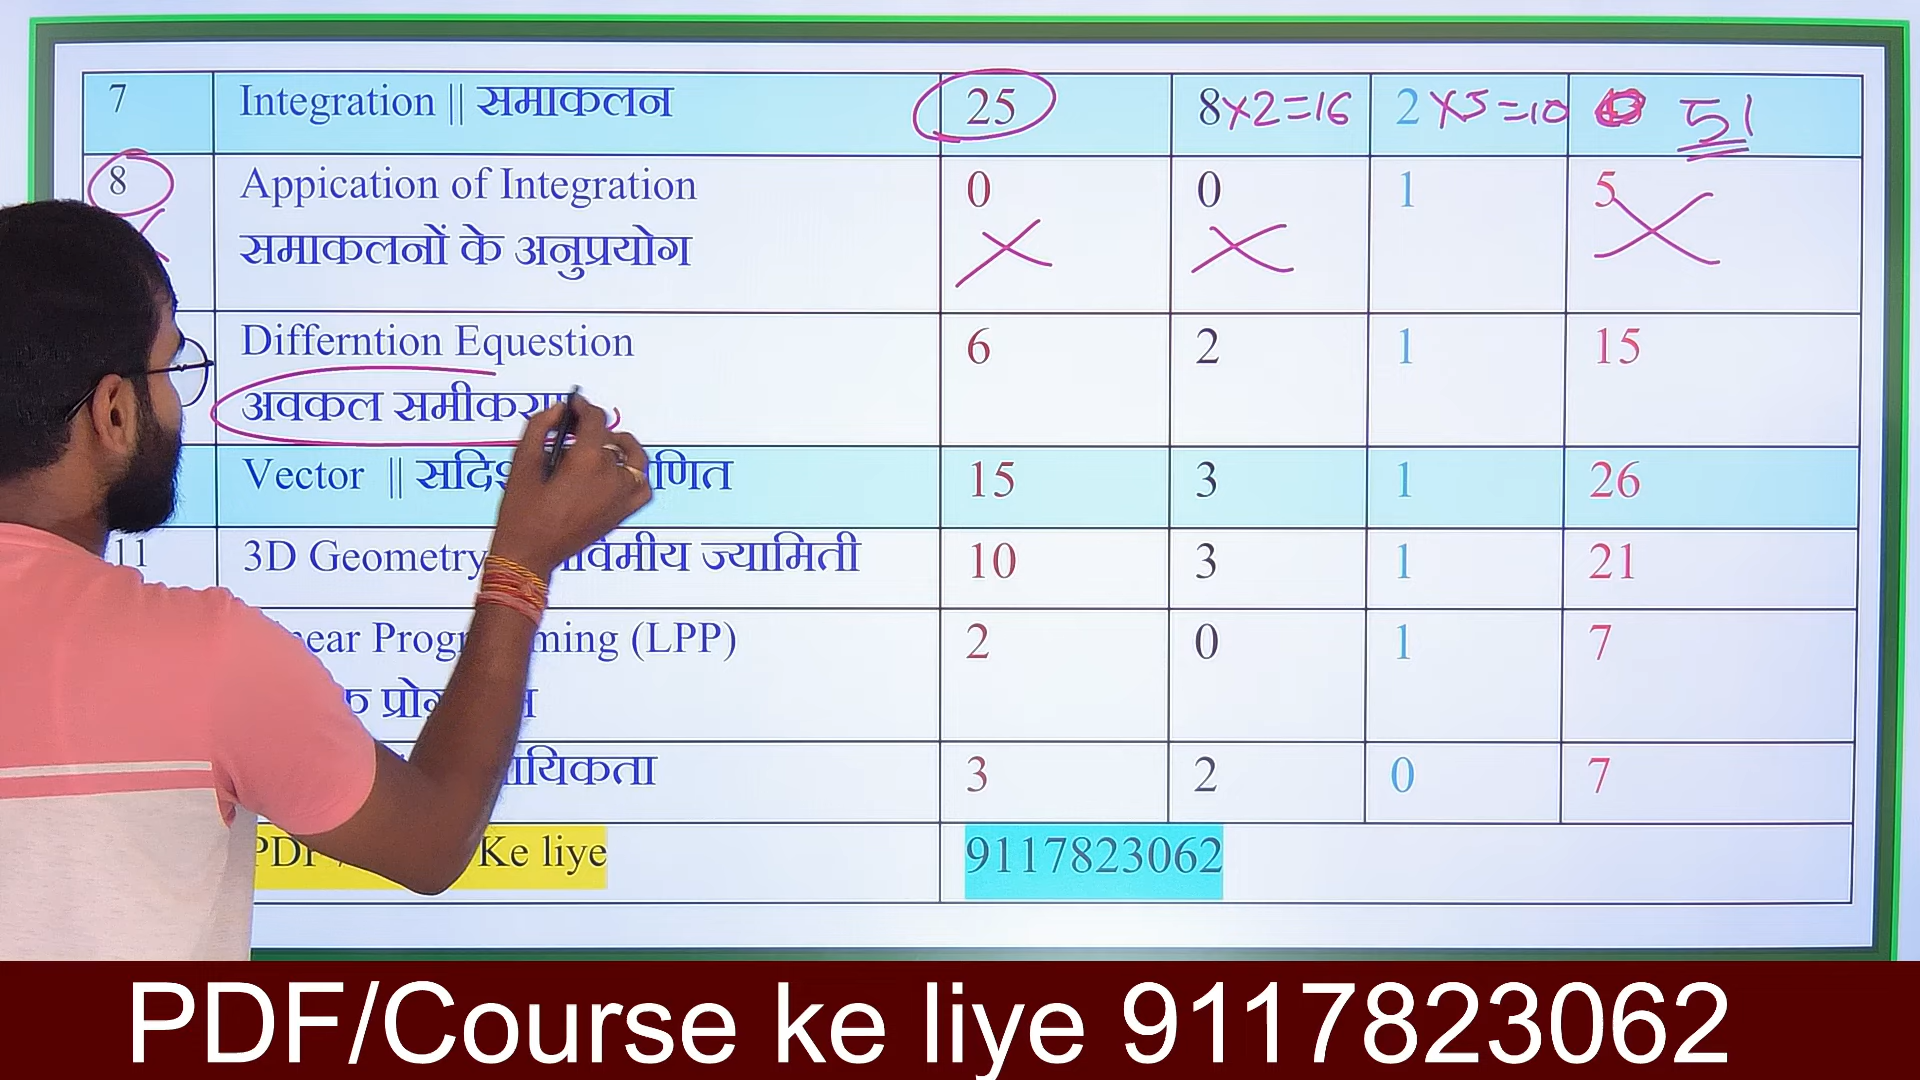 7 Integration || समाकलन 25 8×2=16 2×5=10 51
8 Appication of Integration 0 0 1 5
समाकलनों के अनुप्रयोग
Differntion Equestion 6 2 1 15
अवकल समीकरण
Vector || 15 3 1 26
11 3D Geometry ज्यामिती 10 3 1 21
(LPP) 2 0 1 7
3 2 0 7
Ke liye 9117823062
PDF/Course ke liye 9117823062